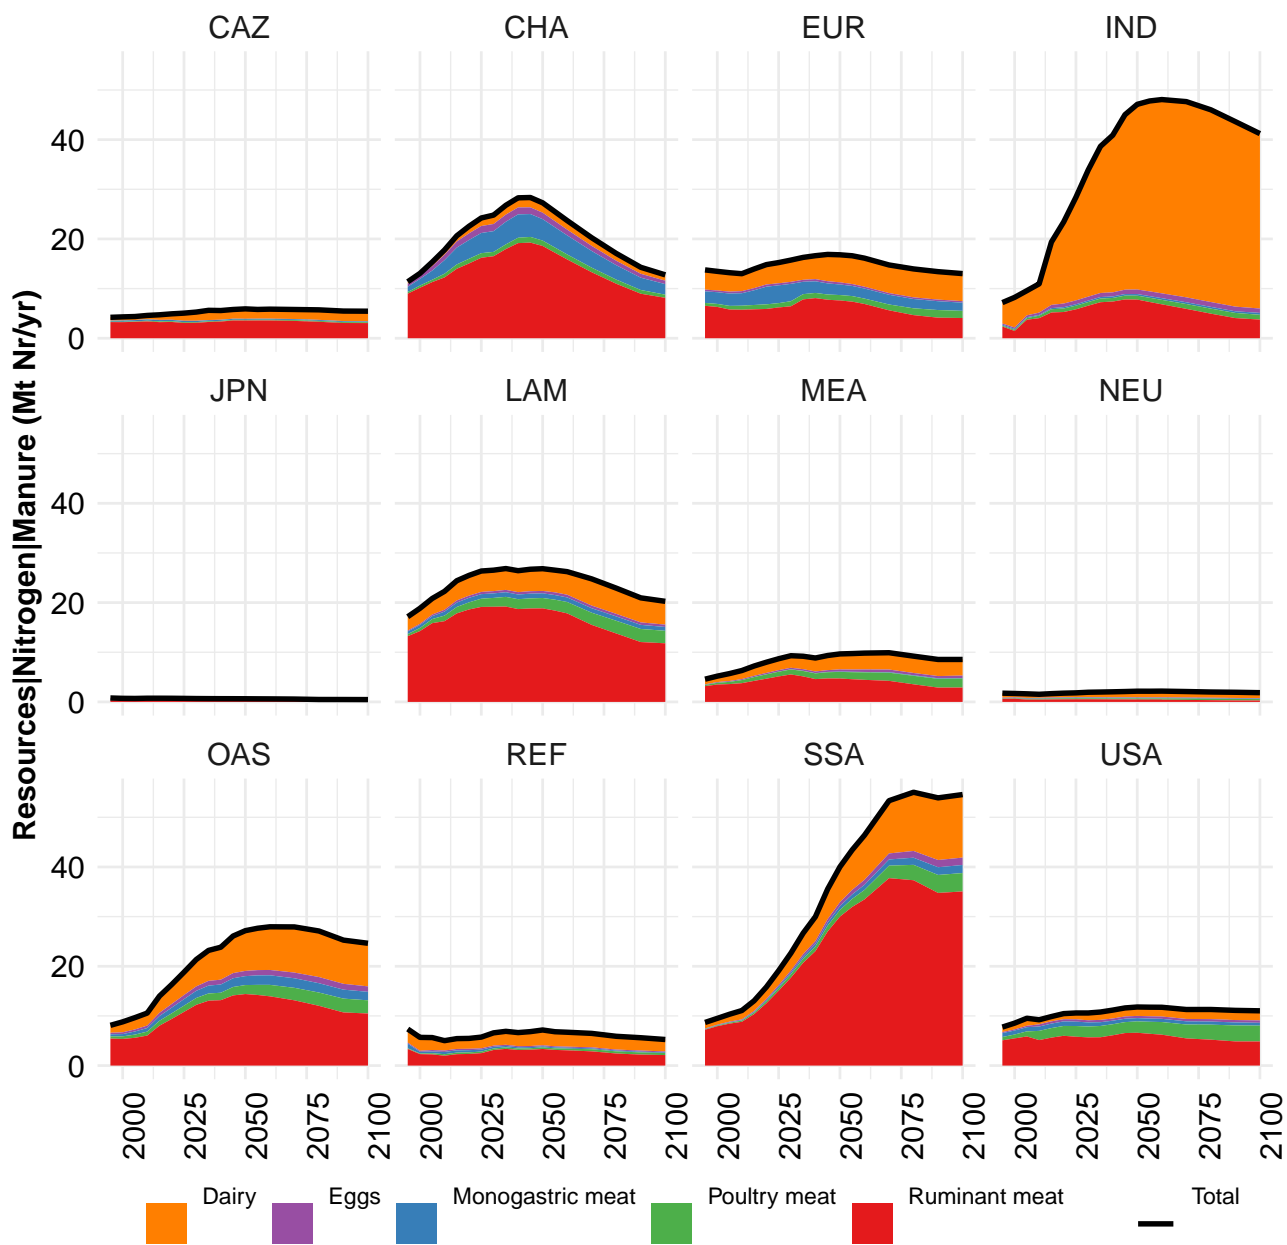 CAZ CHA EUR IND
40
20
0
JPN LAM MEA NEU
40
20
0
OAS REF SSA USA
40
20
0
Resources|Nitrogen|Manure (Mt Nr/yr)
2000 2025 2050 2075 2100 2000 2025 2050 2075 2100 2000 2025 2050 2075 2100 2000 2025 2050 2075 2100
Dairy Eggs Monogastric meat Poultry meat Ruminant meat Total